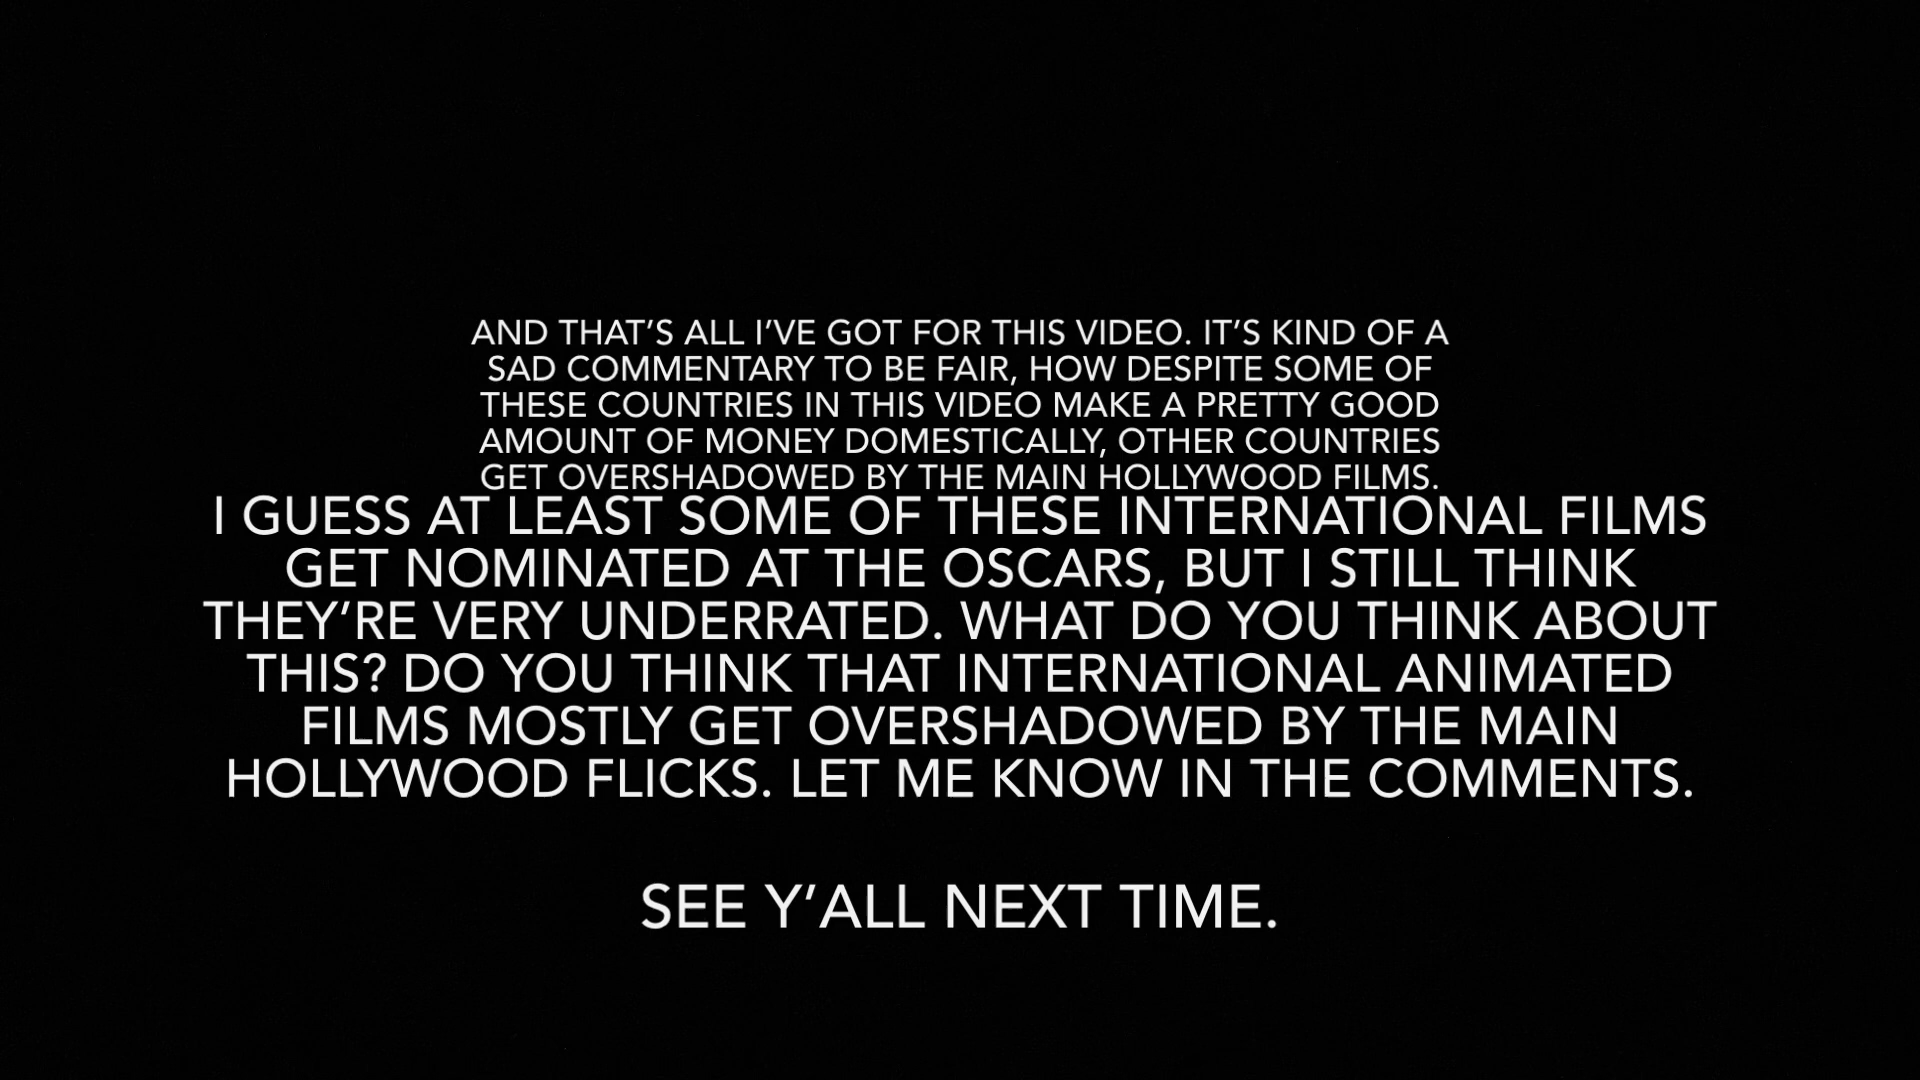 AND THAT’S ALL I’VE GOT FOR THIS VIDEO. IT’S KIND OF A
SAD COMMENTARY TO BE FAIR, HOW DESPITE SOME OF
THESE COUNTRIES IN THIS VIDEO MAKE A PRETTY GOOD
AMOUNT OF MONEY DOMESTICALLY, OTHER COUNTRIES
GET OVERSHADOWED BY THE MAIN HOLLYWOOD FILMS.
I GUESS AT LEAST SOME OF THESE INTERNATIONAL FILMS
GET NOMINATED AT THE OSCARS, BUT I STILL THINK
THEY’RE VERY UNDERRATED. WHAT DO YOU THINK ABOUT
THIS? DO YOU THINK THAT INTERNATIONAL ANIMATED
FILMS MOSTLY GET OVERSHADOWED BY THE MAIN
HOLLYWOOD FLICKS. LET ME KNOW IN THE COMMENTS.
SEE Y’ALL NEXT TIME.